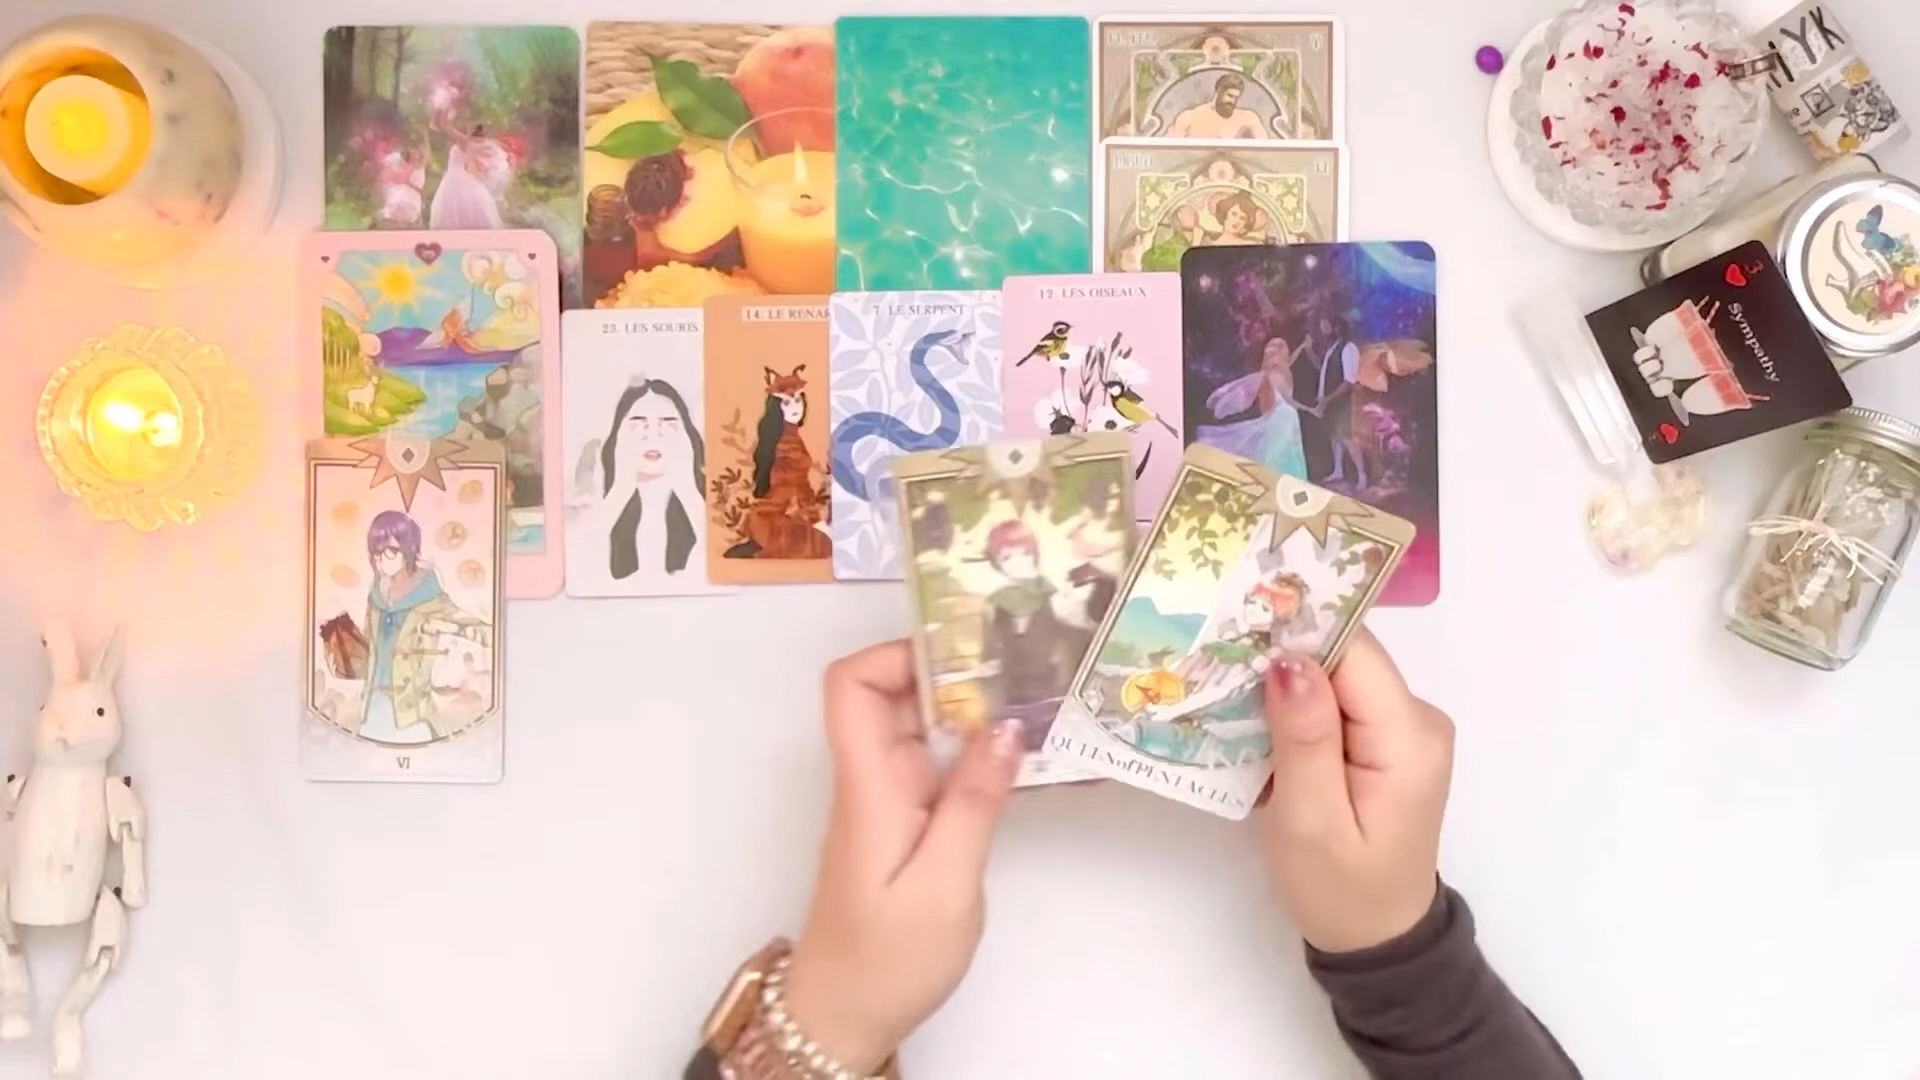 23. LES SOURIS
14. LE RENAR
7 LE SERPENT
12. LES OISEAUX
3
Sympathy
VI
QUEEN of PENTACLES